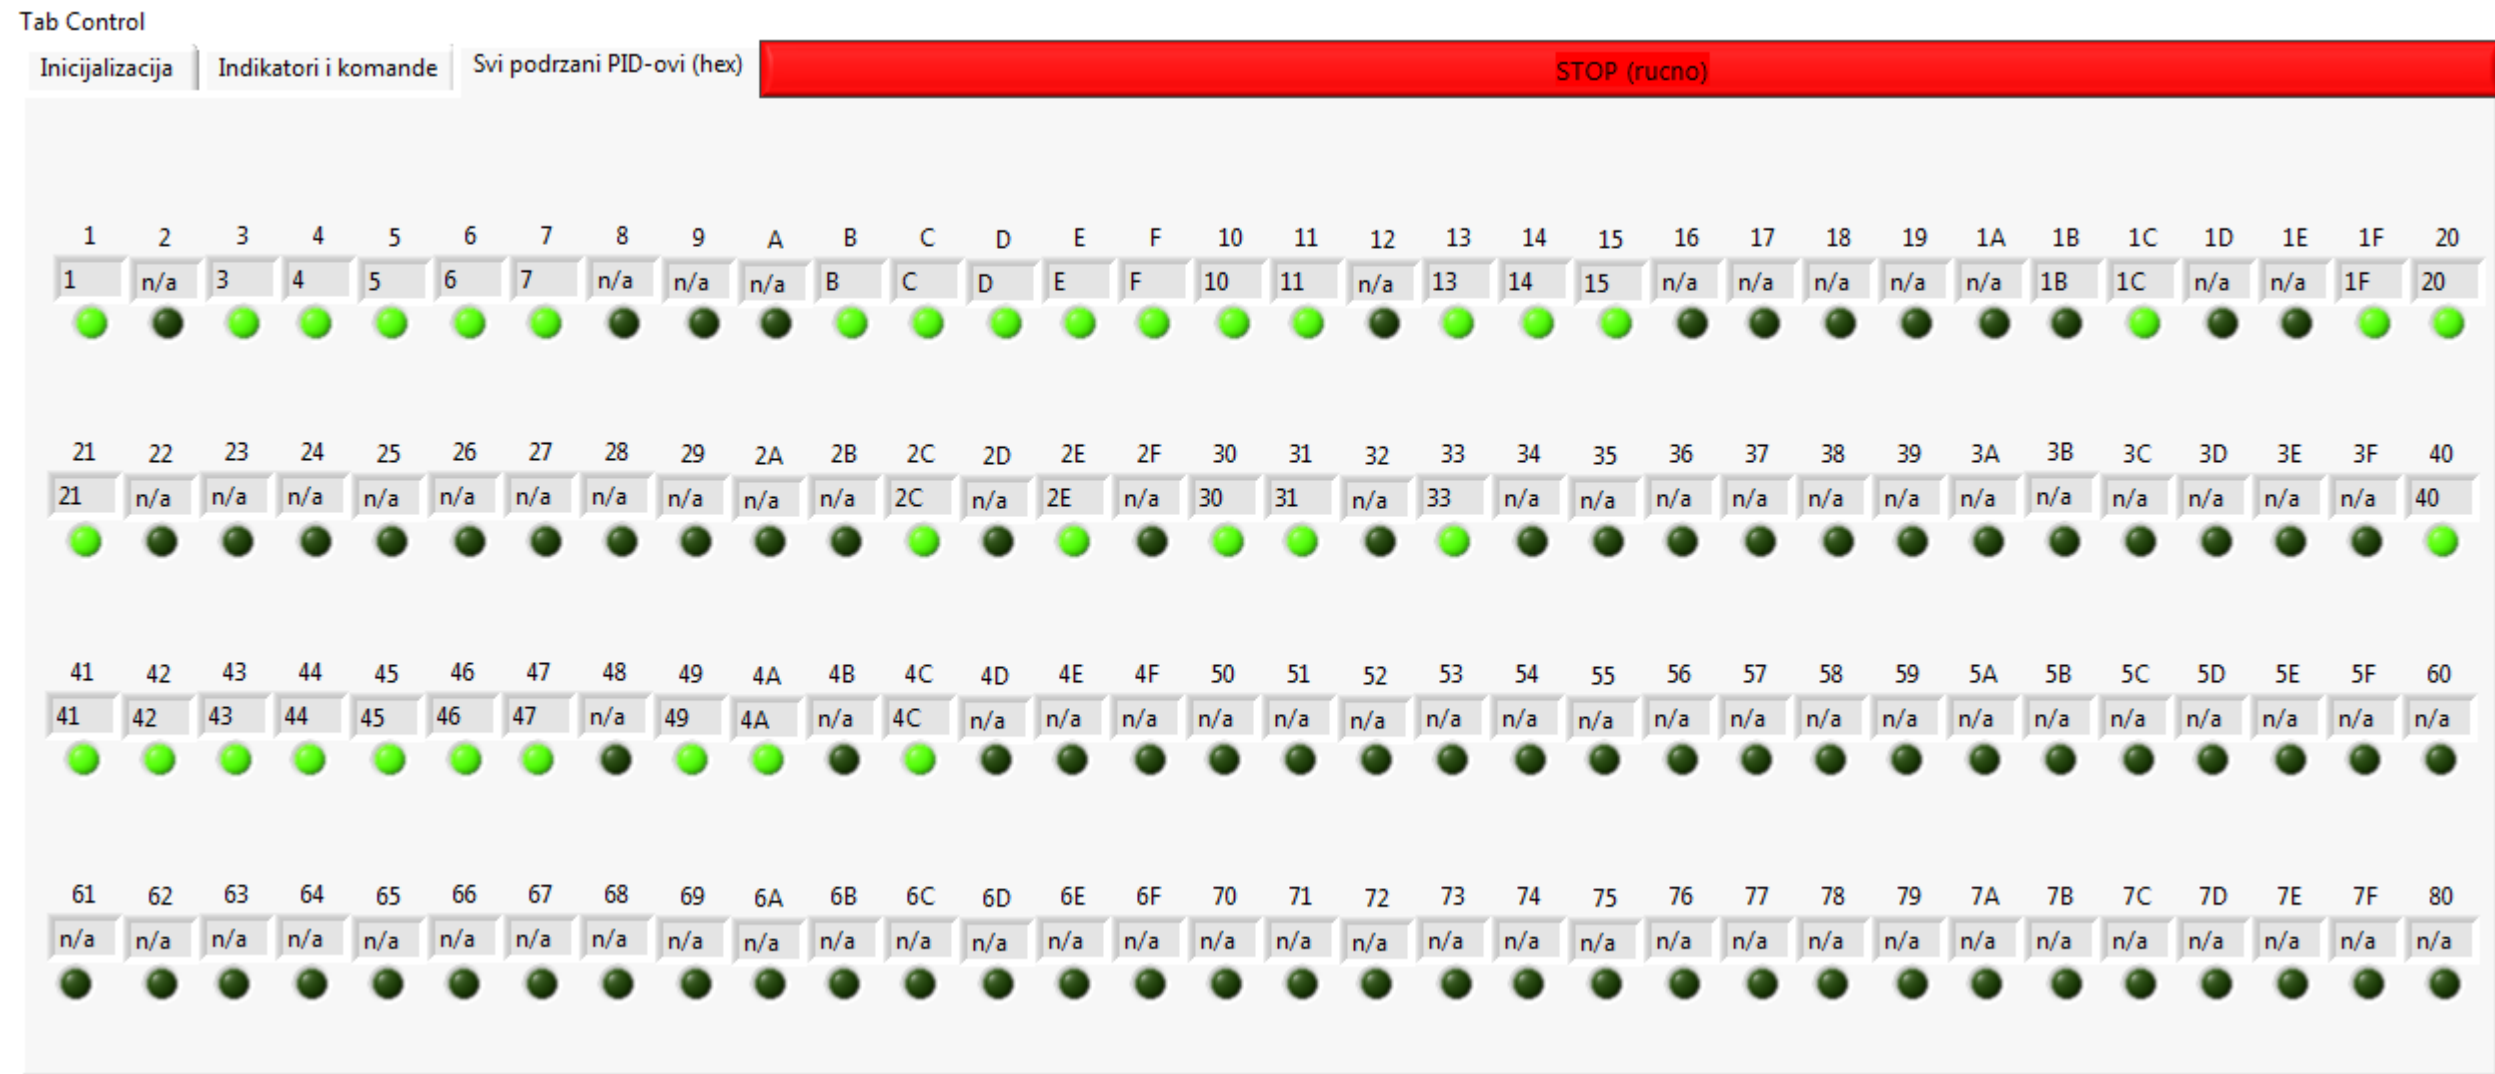 Tab Control
Inicijalizacija Indikatori i komande Svi podrzani PID-ovi (hex) STOP (rucno)
1 2 3 4 5 6 7 8 9 A B C D E F 10 11 12 13 14 15 16 17 18 19 1A 1B 1C 1D 1E 1F 20
1 n/a 3 4 5 6 7 n/a n/a n/a B C D E F 10 11 n/a 13 14 15 n/a n/a n/a n/a n/a 1B 1C n/a n/a 1F 20
21 22 23 24 25 26 27 28 29 2A 2B 2C 2D 2E 2F 30 31 32 33 34 35 36 37 38 39 3A 3B 3C 3D 3E 3F 40
21 n/a n/a n/a n/a n/a n/a n/a n/a n/a n/a 2C n/a 2E n/a 30 31 n/a 33 n/a n/a n/a n/a n/a n/a n/a n/a n/a n/a n/a n/a 40
41 42 43 44 45 46 47 48 49 4A 4B 4C 4D 4E 4F 50 51 52 53 54 55 56 57 58 59 5A 5B 5C 5D 5E 5F 60
41 42 43 44 45 46 47 n/a 49 4A n/a 4C n/a n/a n/a n/a n/a n/a n/a n/a n/a n/a n/a n/a n/a n/a n/a n/a n/a n/a n/a n/a
61 62 63 64 65 66 67 68 69 6A 6B 6C 6D 6E 6F 70 71 72 73 74 75 76 77 78 79 7A 7B 7C 7D 7E 7F 80
n/a n/a n/a n/a n/a n/a n/a n/a n/a n/a n/a n/a n/a n/a n/a n/a n/a n/a n/a n/a n/a n/a n/a n/a n/a n/a n/a n/a n/a n/a n/a n/a